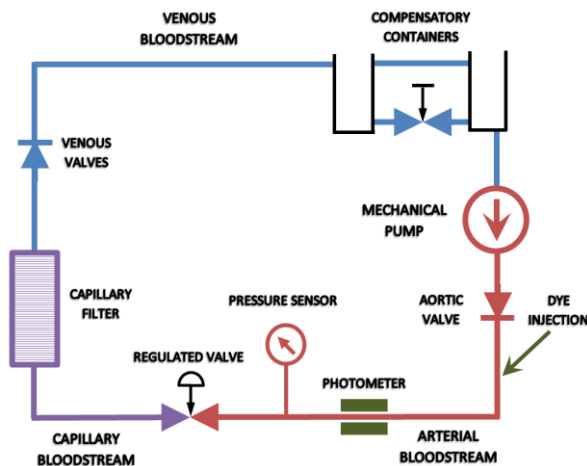 VENOUS
BLOODSTREAM
COMPENSATORY
CONTAINERS
VENOUS
VALVES
MECHANICAL
PUMP
CAPILLARY
FILTER
PRESSURE SENSOR
AORTIC
VALVE
DYE
INJECTION
REGULATED VALVE
PHOTOMETER
CAPILLARY
BLOODSTREAM
ARTERIAL
BLOODSTREAM